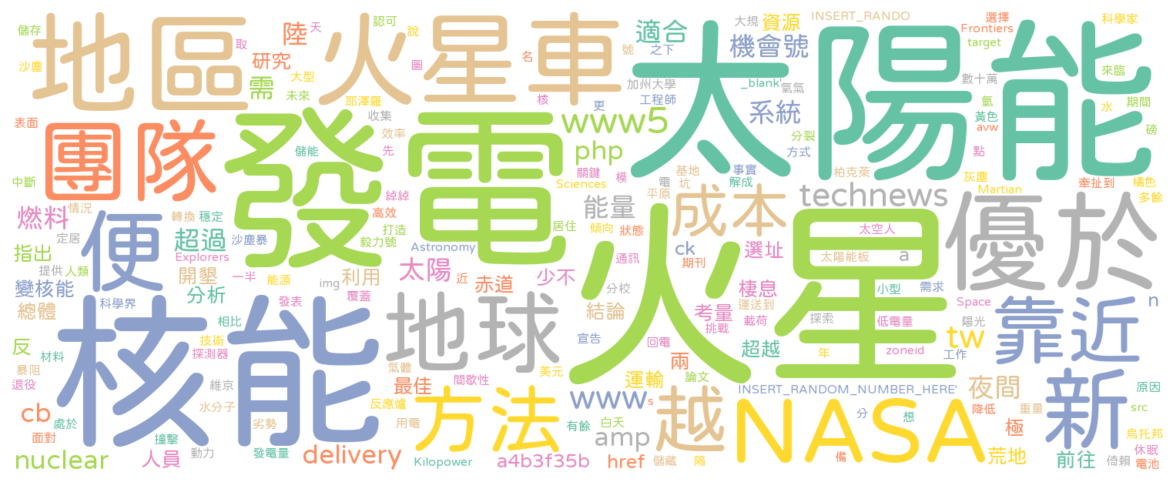 儲存 地區 火星車 陸 天 認可 說 號 之下 適合 大規 資源 INSERT_RANDO 選擇 科學家
沙塵 取 研究 圖 名 機會號 Frontiers target 來臨
需 大型 未來 耶澤羅 核 更 加州大學 工程師 _blank' 氧氣 數十萬 太陽能
表面 團隊 發電 收集 效率 先 www5 系統 分裂 氫 黃色 avw 水 期間 磅
儲能 php 關鍵 模 基地 坑 事實 方式 點
中斷 綽綽 Sciences 電 平原 解成 柏克萊 灰塵 Martian 牽扯到 橘色 多餘
燃料 情況 便 轉換 穩定 高效 打造 能量 成本 technews 優於
定居 超過 沙塵暴 毅力號 居住 傾向 狀態 太空人
指出 提供 人類 Explorers Astronomy 通訊 ck 選址 太陽能板 a
變核能 開墾 一半 能源 利用 太陽 近 赤道 少不 期刊 棲息 運送到 小型 需求
總體 科學界 分析 img 覆蓋 發表 地球 分校 結論 考量 載荷 火星 探索 低電量 Space 隱光 靠近 n
反 材料 核能 相比 技術 宣告 挑戰 超越 年 zoneid 工作 tw
暴阻 探測器 氣體 回電 兩 原因
退役 維京 最佳 間歇性 美元 運輸 論文 INSERT_RANDOM_NUMBER_HERE' 夜間 新
cb 水分子 劣勢 反應爐 方法 www s 分 想 降低 重量 src
面對 處於 撞擊 用電 有餘 白天 越 NASA 極 烏托邦
nuclear 人員 動力 發電量 delivery Kilopower a4b3f35b amp href 儲藏 陽 備 荒地 前往 倚賴 休眠 電池